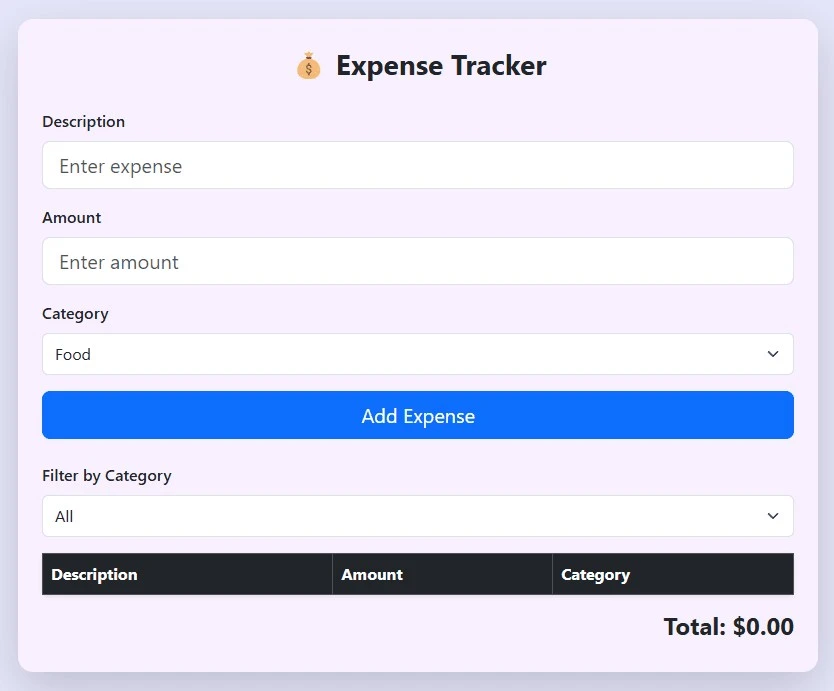 Expense Tracker
Description
Enter expense
Amount
Enter amount
Category
Food
Add Expense
Filter by Category
All
Description Amount Category
Total: $0.00